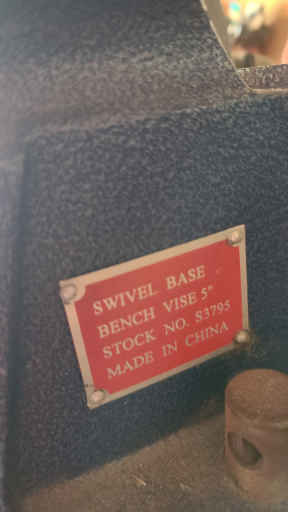 SWIVEL BASE
BENCH VISE 5"
STOCK NO. S3795
MADE IN CHINA